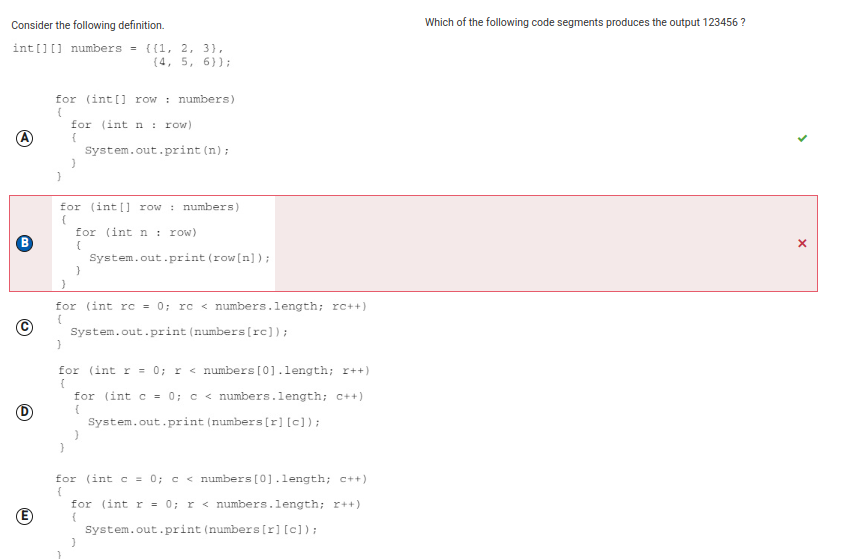 Consider the following definition.
Which of the following code segments produces the output 123456 ?
int[][] numbers = {{1, 2, 3},
{4, 5, 6}};
A
for (int[] row : numbers)
{
for (int n : row)
{
System.out.print(n);
}
}
B
for (int[] row : numbers)
{
for (int n : row)
{
System.out.print(row[n]);
}
}
C
for (int rc = 0; rc < numbers.length; rc++)
{
System.out.print(numbers[rc]);
}
D
for (int r = 0; r < numbers[0].length; r++)
{
for (int c = 0; c < numbers.length; c++)
{
System.out.print(numbers[r][c]);
}
}
E
for (int c = 0; c < numbers[0].length; c++)
{
for (int r = 0; r < numbers.length; r++)
{
System.out.print(numbers[r][c]);
}
}